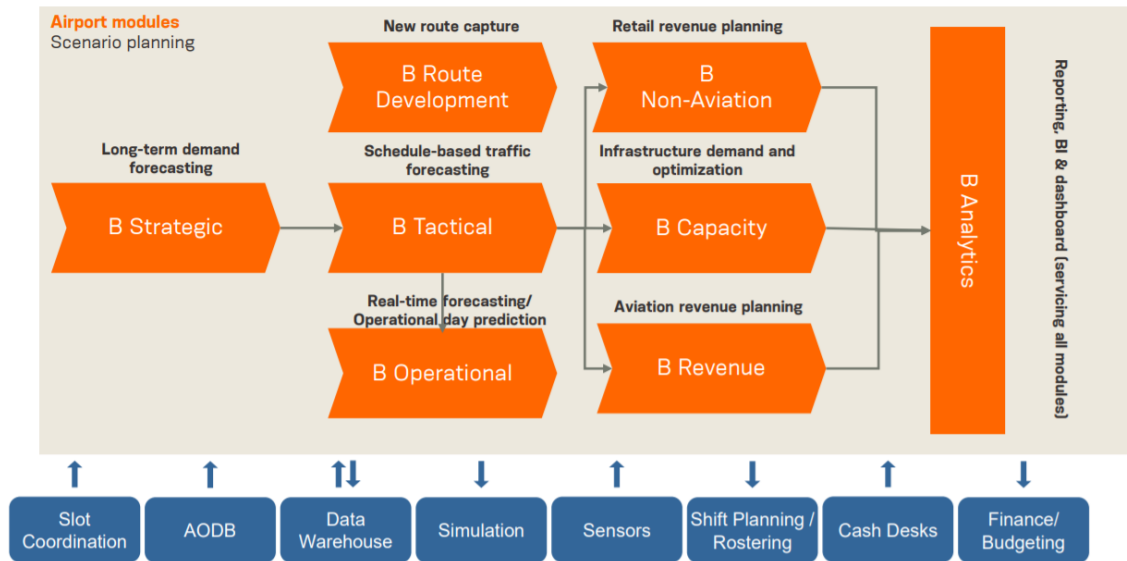 Airport modules
Scenario planning
New route capture
B Route
Development
Retail revenue planning
B
Non-Aviation
Long-term demand
forecasting
B Strategic
Schedule-based traffic
forecasting
B Tactical
Infrastructure demand and
optimization
B Capacity
Real-time forecasting/
Operational day prediction
B Operational
Aviation revenue planning
B Revenue
B Analytics
Reporting, BI & dashboard (servicing all modules)
Slot
Coordination
AODB
Data
Warehouse
Simulation
Sensors
Shift Planning /
Rostering
Cash Desks
Finance/
Budgeting